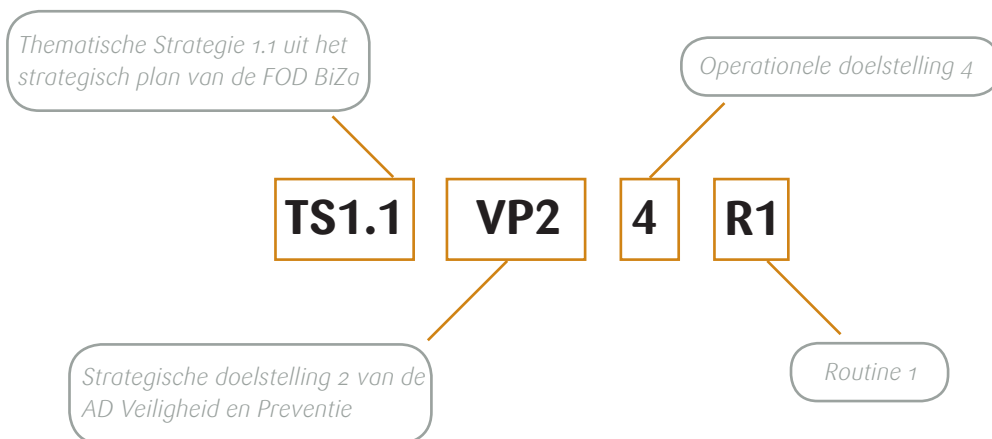 Thematische Strategie 1.1 uit het
strategisch plan van de FOD BiZa
Operationele doelstelling 4
TS1.1 VP2 4 R1
Strategische doelstelling 2 van de
AD Veiligheid en Preventie
Routine 1